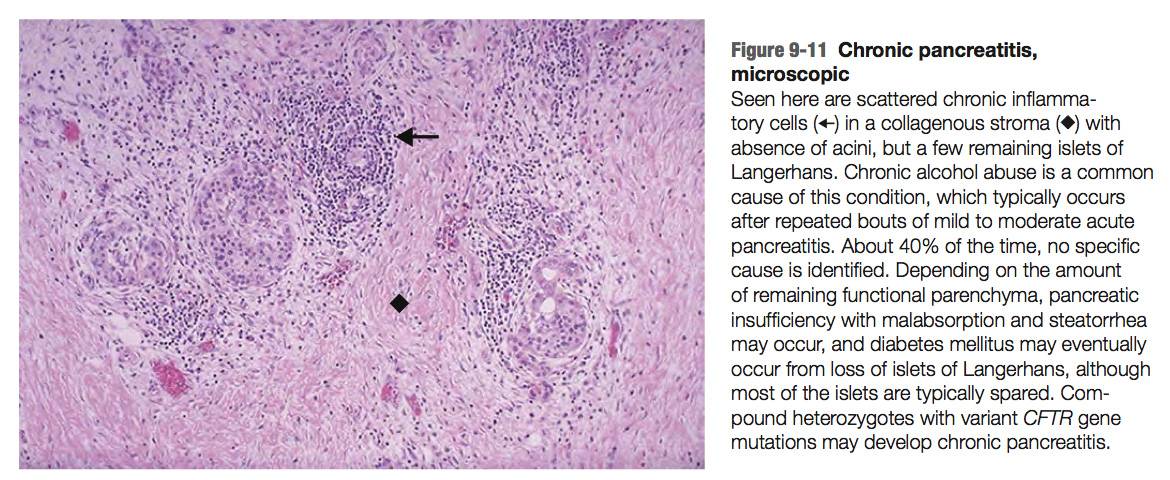 Figure 9-11 Chronic pancreatitis,
microscopic
Seen here are scattered chronic inflamma-
tory cells (←) in a collagenous stroma (◆) with
absence of acini, but a few remaining islets of
Langerhans. Chronic alcohol abuse is a common
cause of this condition, which typically occurs
after repeated bouts of mild to moderate acute
pancreatitis. About 40% of the time, no specific
cause is identified. Depending on the amount
of remaining functional parenchyma, pancreatic
insufficiency with malabsorption and steatorrhea
may occur, and diabetes mellitus may eventually
occur from loss of islets of Langerhans, although
most of the islets are typically spared. Com-
pound heterozygotes with variant CFTR gene
mutations may develop chronic pancreatitis.